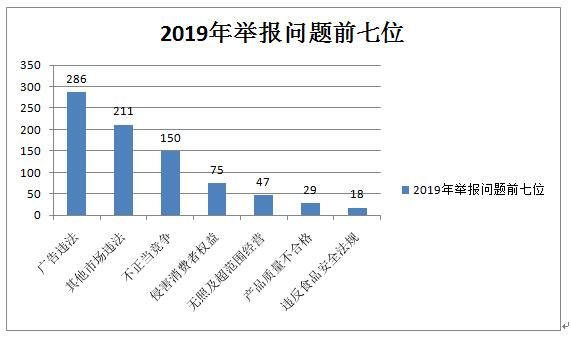 2019年举报问题前七位
350
300
250
200
150
100
50
0
286
211
150
75
47
29
18
广告违法
其他市场违法
不正当竞争
侵害消费者权益
无照及超范围经营
产品质量不合格
违反食品安全法规
2019年举报问题前七位